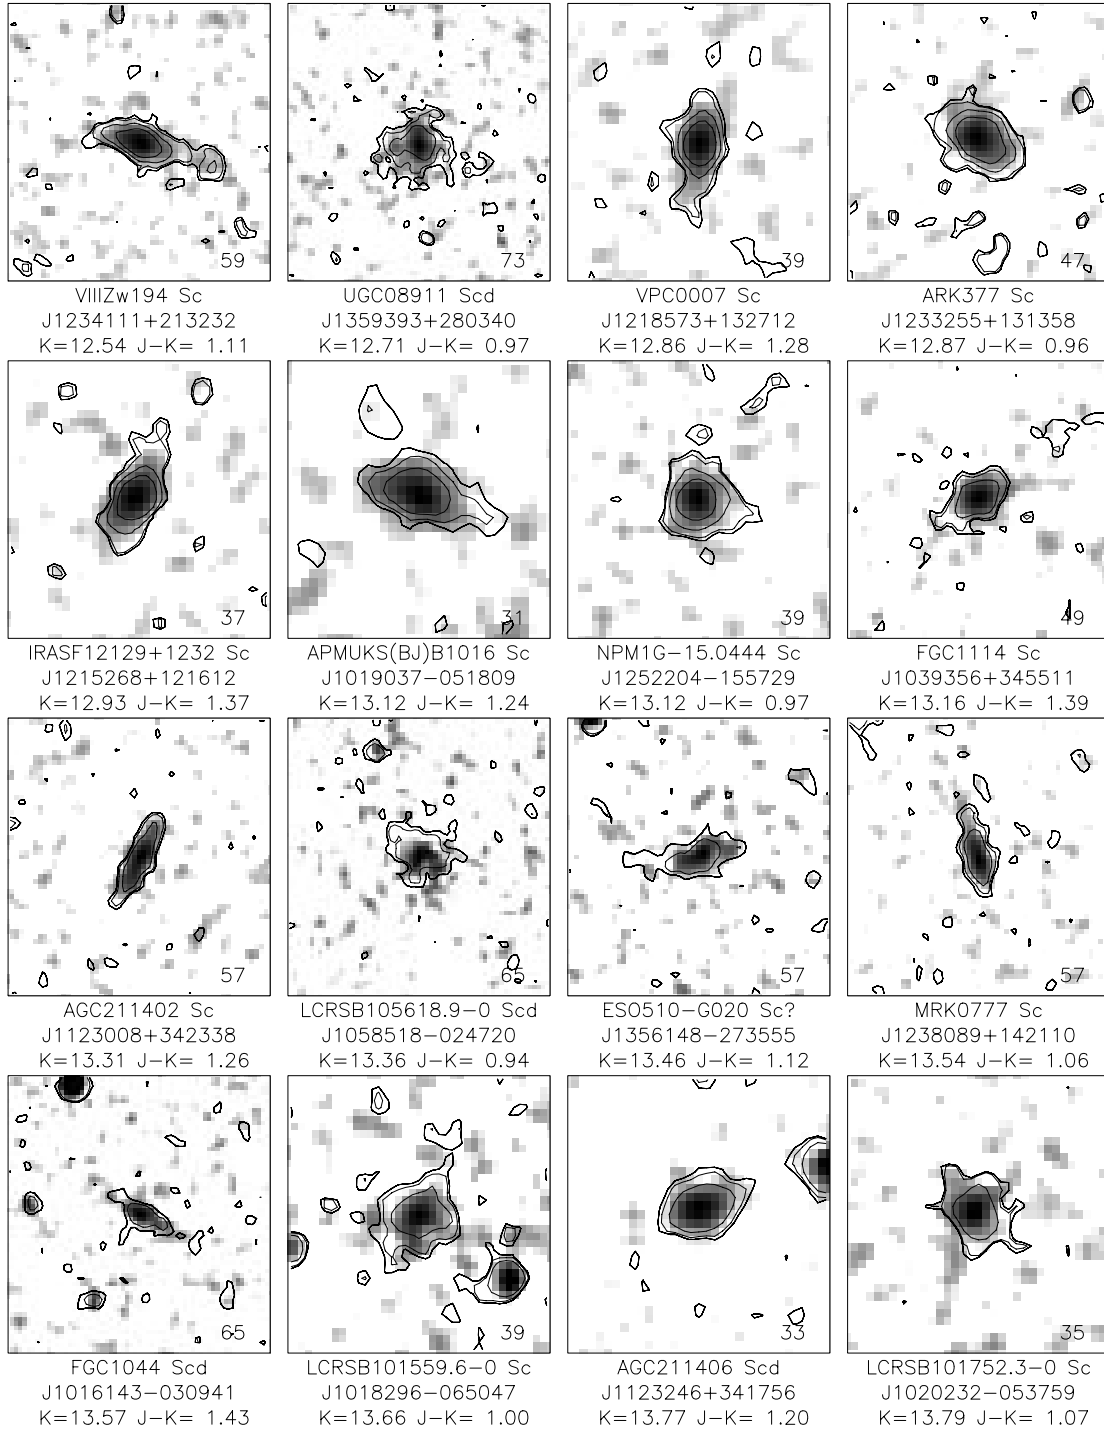 59
73
39
47
VIIIZw194 Sc
J1234111+213232
K=12.54 J-K= 1.11
UGC08911 Scd
J1359393+280340
K=12.71 J-K= 0.97
VPC0007 Sc
J1218573+132712
K=12.86 J-K= 1.28
ARK377 Sc
J1233255+131358
K=12.87 J-K= 0.96
37
31
39
49
IRASF12129+1232 Sc
J1215268+121612
K=12.93 J-K= 1.37
APMUKS(BJ)B1016 Sc
J1019037-051809
K=13.12 J-K= 1.24
NPM1G-15.0444 Sc
J1252204-155729
K=13.12 J-K= 0.97
FGC1114 Sc
J1039356+345511
K=13.16 J-K= 1.39
57
65
57
57
AGC211402 Sc
J1123008+342338
K=13.31 J-K= 1.26
LCRSB105618.9-0 Scd
J1058518-024720
K=13.36 J-K= 0.94
ESO510-G020 Sc?
J1356148-273555
K=13.46 J-K= 1.12
MRK0777 Sc
J1238089+142110
K=13.54 J-K= 1.06
65
39
33
35
FGC1044 Scd
J1016143-030941
K=13.57 J-K= 1.43
LCRSB101559.6-0 Sc
J1018296-065047
K=13.66 J-K= 1.00
AGC211406 Scd
J1123246+341756
K=13.77 J-K= 1.20
LCRSB101752.3-0 Sc
J1020232-053759
K=13.79 J-K= 1.07